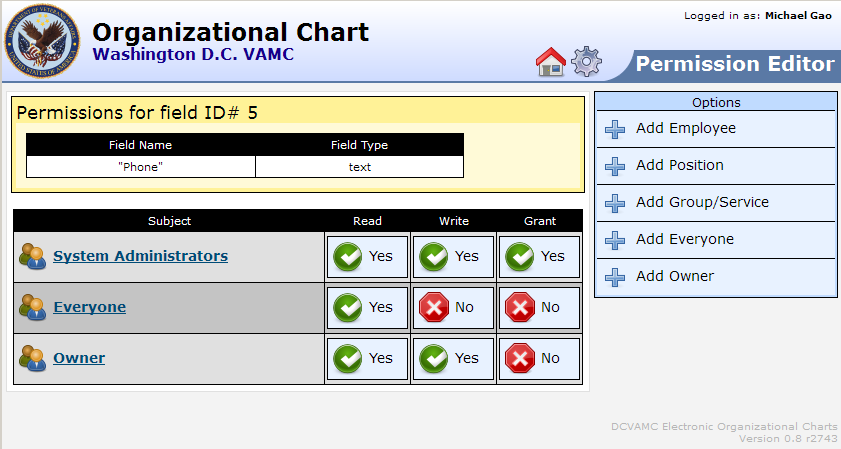 Organizational Chart
Washington D.C. VAMC
Logged in as: Michael Gao
Permission Editor
Permissions for field ID# 5
Field Name Field Type
"Phone" text
Subject Read Write Grant
System Administrators Yes Yes Yes
Everyone Yes No No
Owner Yes Yes No
Options
Add Employee
Add Position
Add Group/Service
Add Everyone
Add Owner
DCVAMC Electronic Organizational Charts
Version 0.8 r2743